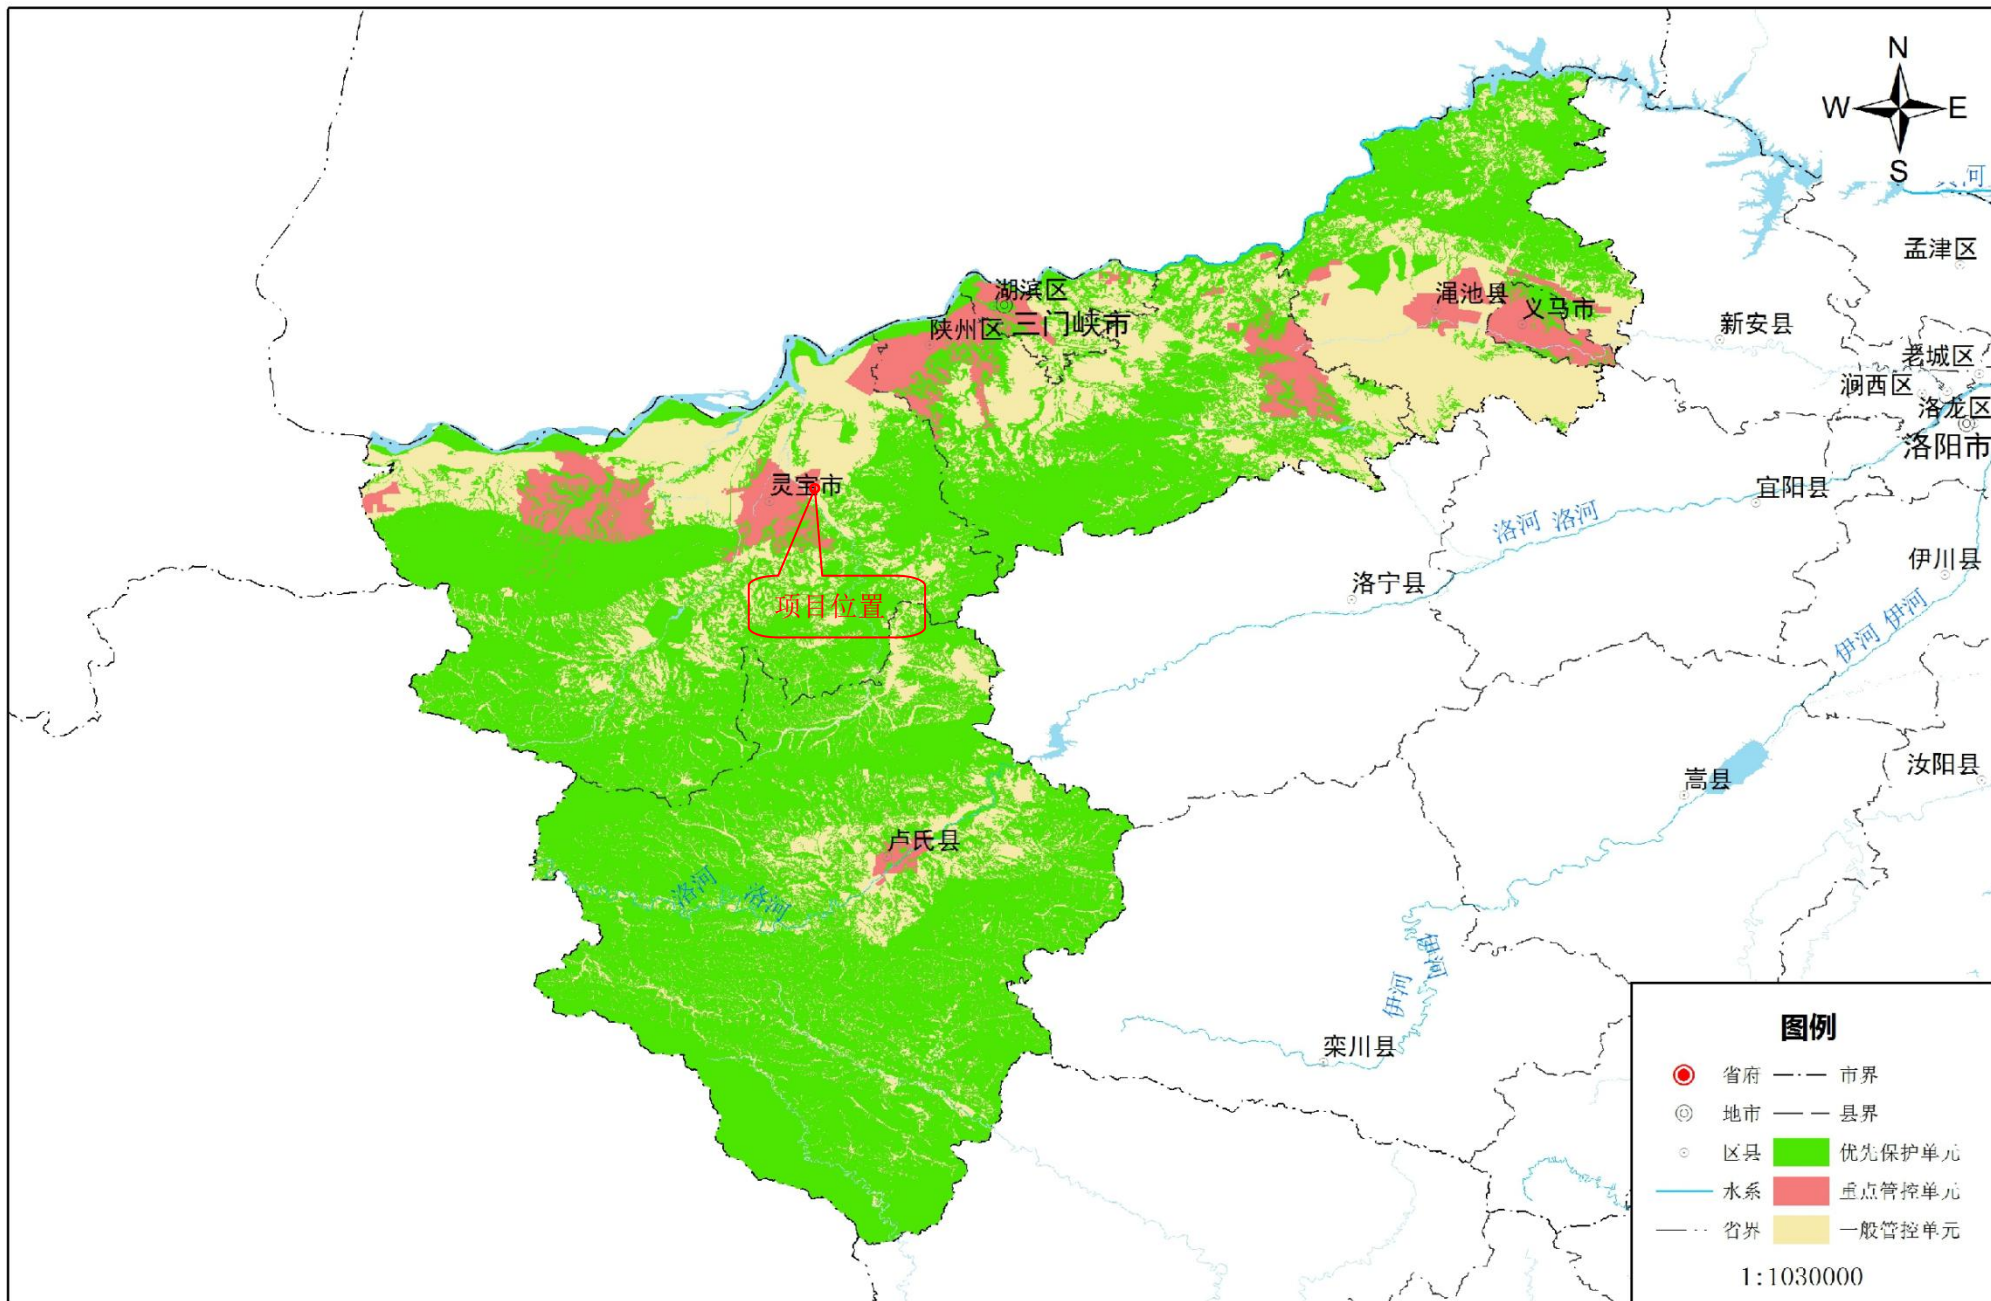 N
W
E
S
河
孟津区
湖滨区
渑池县
义马市
陕州区
三门峡市
新安县
老城区
涧西区
洛龙区
洛阳市
灵宝市
宜阳县
洛河 洛河
伊川县
洛宁县
项目位置
伊河 伊河
嵩县
汝阳县
卢氏县
洛河
洛河
伊河
伊河
栾川县
图例
省府
市界
地市
县界
区县
优先保护单元
水系
重点管控单元
省界
一般管控单元
1:1030000